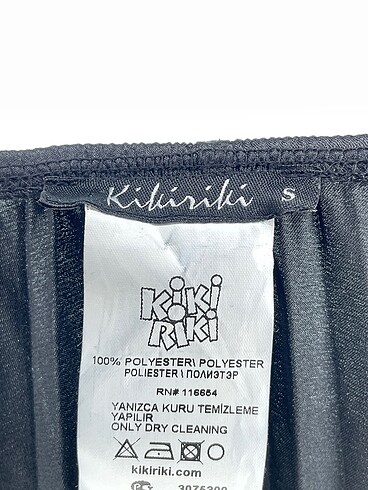 Kikiriki S
KiKi
RiKi
100% POLYESTER\ POLYESTER
POLIESTER \ ПОЛИЭТЭР
RN# 116654
YANIZCA KURU TEMİZLEME
YAPILIR
ONLY DRY CLEANING
kikiriki.com